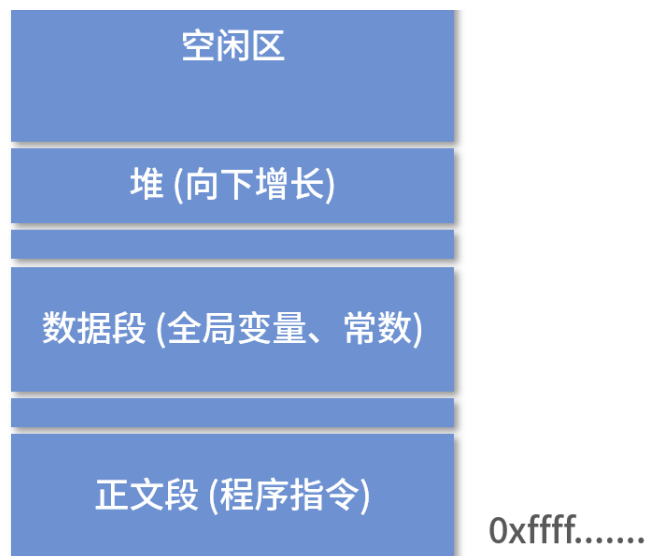 空闲区
堆 (向下增长)
数据段 (全局变量、常数)
正文段 (程序指令)
0xffff.......